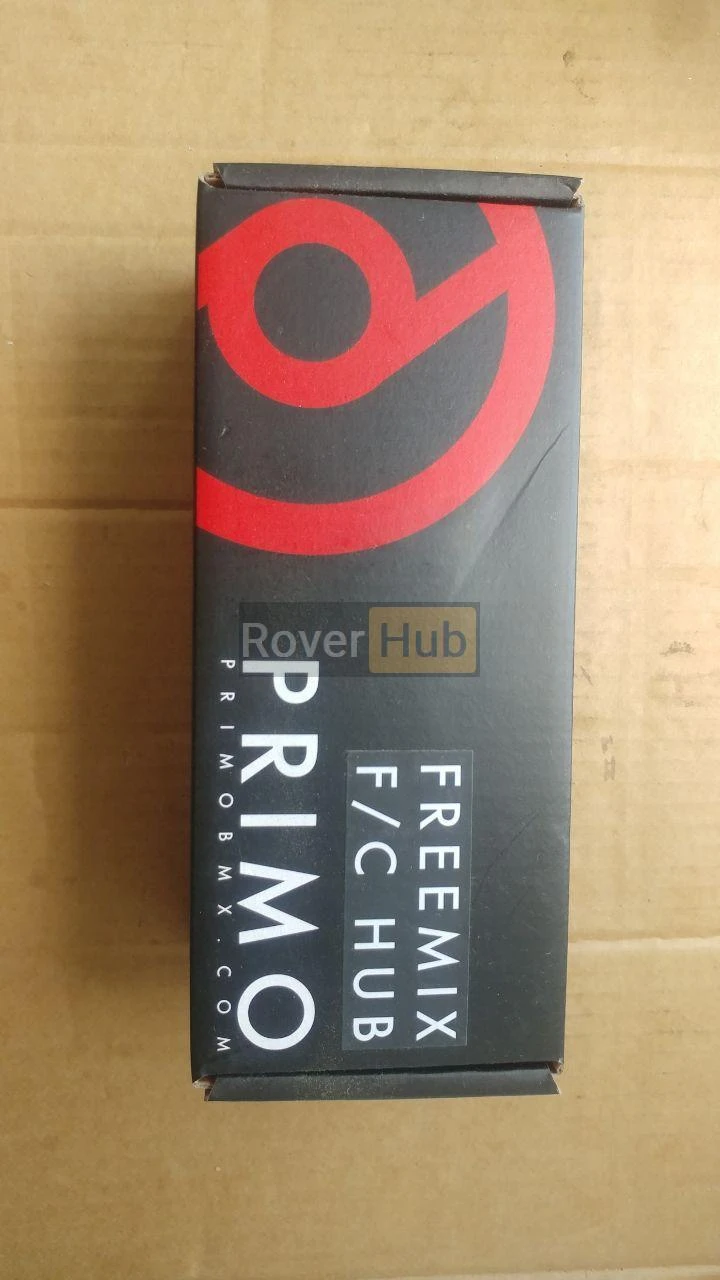 Rover Hub
FREEMIX
F/C HUB
PRIMO
PRIMOBMX.COM